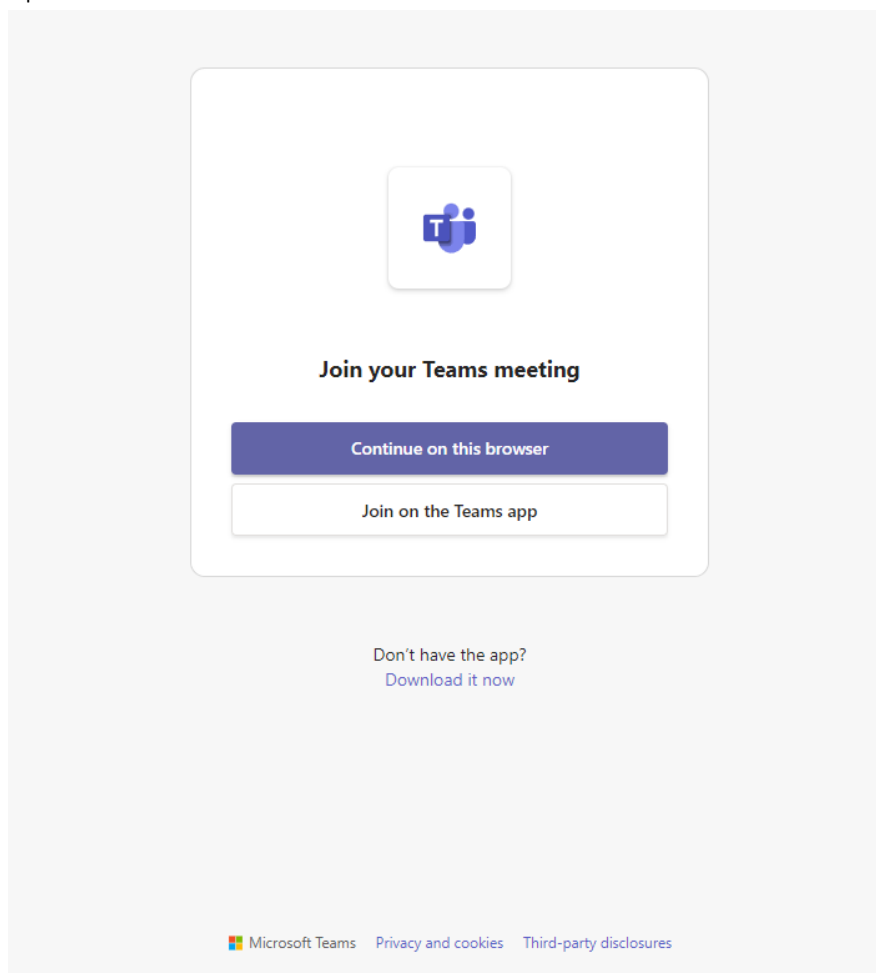 T
Join your Teams meeting
Continue on this browser
Join on the Teams app
Don't have the app?
Download it now
Microsoft Teams Privacy and cookies Third-party disclosures